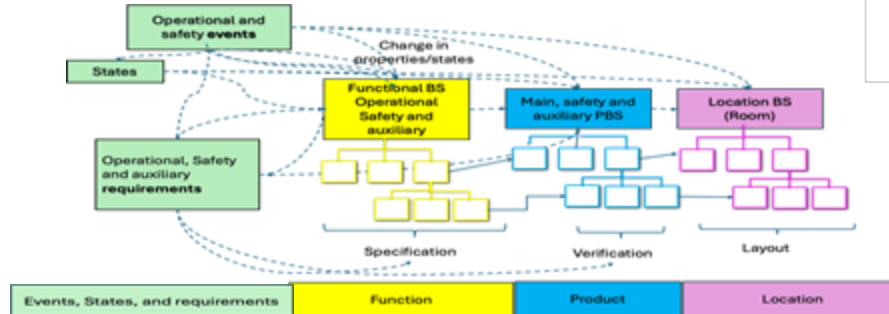 Operational and
safety events
Change in
properties/states
States
Functional BS
Operational
Safety and
auxiliary
Main, safety and
auxiliary PBS
Location BS
(Room)
Operational, Safety
and auxiliary
requirements
Specification
Verification
Layout
Events, States, and requirements
Function
Product
Location